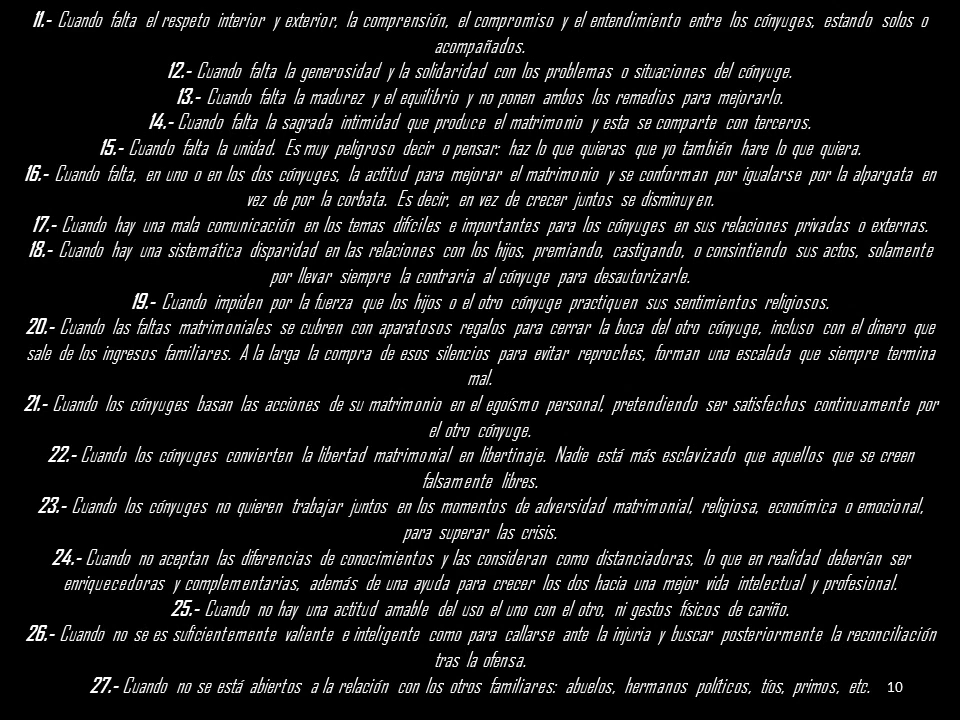 11.- Cuando falta el respeto interior y exterior, la comprensión, el compromiso y el entendimiento entre los cónyuges, estando solos o
acompañados.
12.- Cuando falta la generosidad y la solidaridad con los problemas o situaciones del cónyuge.
13.- Cuando falta la madurez y el equilibrio y no ponen ambos los remedios para mejorarlo.
14.- Cuando falta la sagrada intimidad que produce el matrimonio y esta se comparte con terceros.
15.- Cuando falta la unidad. Es muy peligroso decir o pensar: haz lo que quieras que yo también hare lo que quiera.
16.- Cuando falta, en uno o en los dos cónyuges, la actitud para mejorar el matrimonio y se conforman por igualarse por la alpargata en
vez de por la corbata. Es decir, en vez de crecer juntos se disminuyen.
17.- Cuando hay una mala comunicación en los temas difíciles e importantes para los cónyuges en sus relaciones privadas o externas.
18.- Cuando hay una sistemática disparidad en las relaciones con los hijos, premiando, castigando, o consintiendo sus actos, solamente
por llevar siempre la contraria al cónyuge para desautorizarle.
19.- Cuando impiden por la fuerza que los hijos o el otro cónyuge practiquen sus sentimientos religiosos.
20.- Cuando las faltas matrimoniales se cubren con aparatosos regalos para cerrar la boca del otro cónyuge, incluso con el dinero que
sale de los ingresos familiares. A la larga la compra de esos silencios para evitar reproches, forman una escalada que siempre termina
mal.
21.- Cuando los cónyuges basan las acciones de su matrimonio en el egoísmo personal, pretendiendo ser satisfechos continuamente por
el otro cónyuge.
22.- Cuando los cónyuges convierten la libertad matrimonial en libertinaje. Nadie está más esclavizado que aquellos que se creen
falsamente libres.
23.- Cuando los cónyuges no quieren trabajar juntos en los momentos de adversidad matrimonial, religiosa, económica o emocional,
para superar las crisis.
24.- Cuando no aceptan las diferencias de conocimientos y las consideran como distanciadoras, lo que en realidad deberían ser
enriquecedoras y complementarias, además de una ayuda para crecer los dos hacia una mejor vida intelectual y profesional.
25.- Cuando no hay una actitud amable del uso el uno con el otro, ni gestos físicos de cariño.
26.- Cuando no se es suficientemente valiente e inteligente como para callarse ante la injuria y buscar posteriormente la reconciliación
tras la ofensa.
27.- Cuando no se está abiertos a la relación con los otros familiares: abuelos, hermanos políticos, tíos, primos, etc. 10